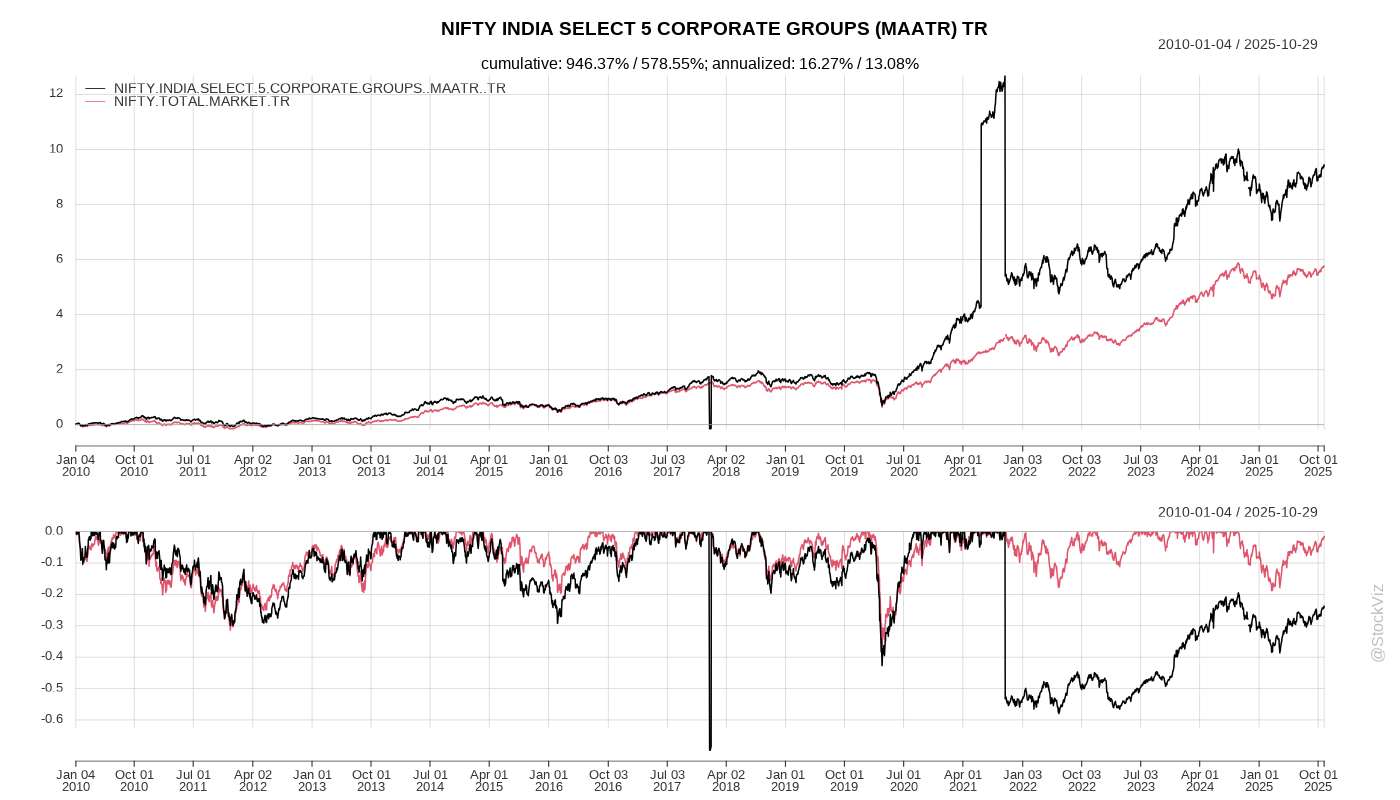 NIFTY INDIA SELECT 5 CORPORATE GROUPS (MAATR) TR
2010-01-04 / 2025-10-29
cumulative: 946.37% / 578.55%; annualized: 16.27% / 13.08%
NIFTY.INDIA.SELECT.5.CORPORATE.GROUPS..MAATR..TR
NIFTY.TOTAL.MARKET.TR
12
10
8
6
4
2
0
Jan 04 Oct 01 Jul 01 Apr 02 Jan 01 Oct 01 Jul 01 Apr 01 Jan 01 Oct 03 Jul 03 Apr 02 Jan 01 Oct 01 Jul 01 Apr 01 Jan 03 Oct 03 Jul 03 Apr 01 Jan 01 Oct 01
2010 2010 2011 2012 2013 2013 2014 2015 2016 2016 2017 2018 2019 2019 2020 2021 2022 2022 2023 2024 2025 2025
2010-01-04 / 2025-10-29
0.0
-0.1
-0.2
-0.3
-0.4
-0.5
-0.6
Jan 04 Oct 01 Jul 01 Apr 02 Jan 01 Oct 01 Jul 01 Apr 01 Jan 01 Oct 03 Jul 03 Apr 02 Jan 01 Oct 01 Jul 01 Apr 01 Jan 03 Oct 03 Jul 03 Apr 01 Jan 01 Oct 01
2010 2010 2011 2012 2013 2013 2014 2015 2016 2016 2017 2018 2019 2019 2020 2021 2022 2022 2023 2024 2025 2025
@StockViz